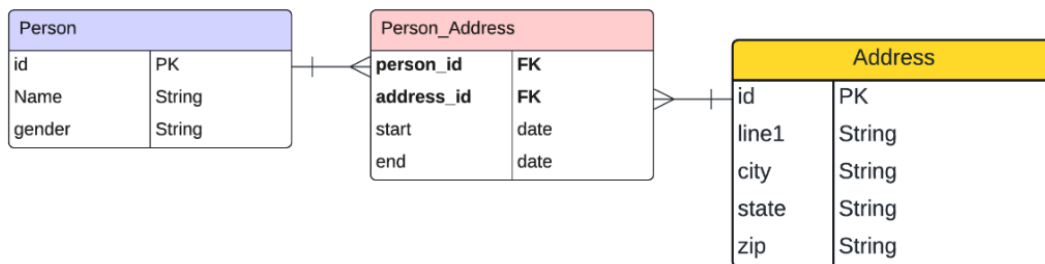 Person
id PK
Name String
gender String
Person_Address
person_id FK
address_id FK
start date
end date
Address
id PK
line1 String
city String
state String
zip String